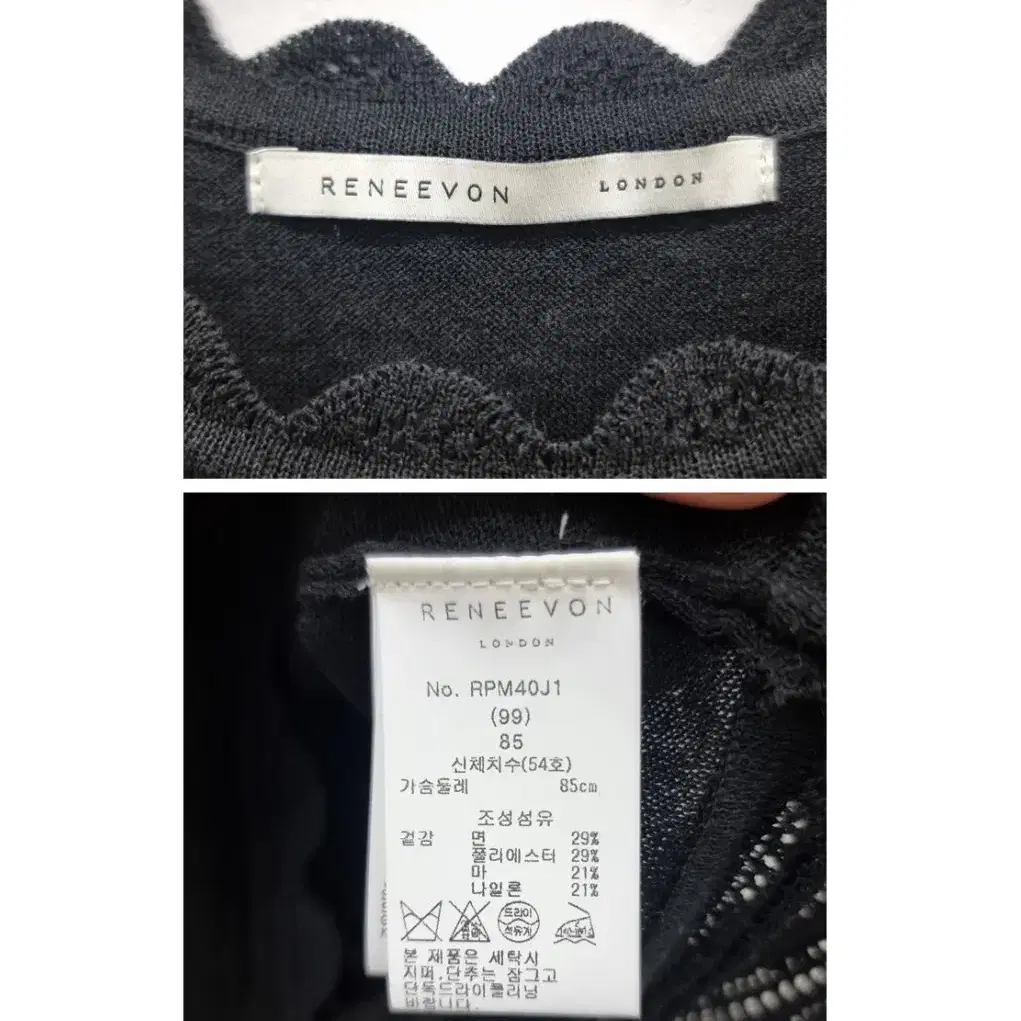 RENEEVON LONDON
RENEEVON
LONDON
No. RPM40J1
(99)
85
신체치수(54호)
가슴둘레 85cm
조성섬유
겉감 면 29%
폴리에스터 29%
마 21%
나일론 21%
드라이
석유계
본 제품은 세탁시
지퍼.단추는 잠그고
단독드라이클리닝
바랍니다.